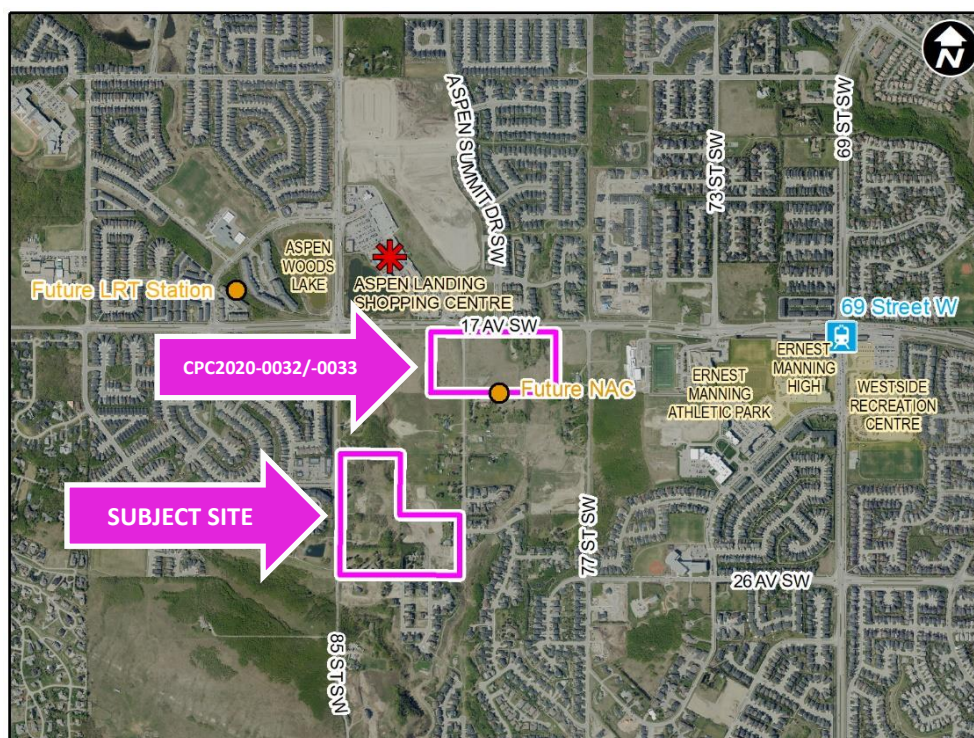 N
ASPEN SUMMIT DR SW
73 ST SW
69 ST SW
ASPEN
WOODS
LAKE
Future LRT Station
ASPEN LANDING
SHOPPING CENTRE
17 AV SW
69 Street W
CPC2020-0032/-0033
Future NAC
ERNEST
MANNING
ATHLETIC PARK
ERNEST
MANNING
HIGH
WESTSIDE
RECREATION
CENTRE
SUBJECT SITE
77 ST SW
26 AV SW
85 ST SW